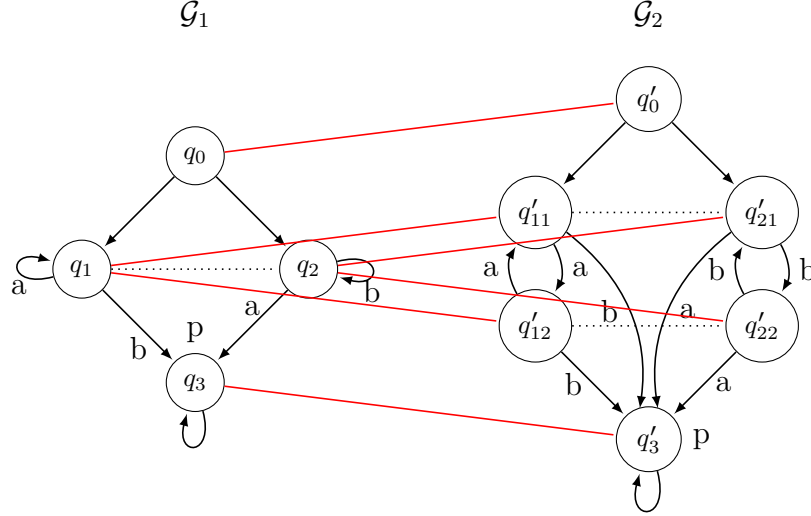 𝒢₁ 𝒢₂
q′₀
q₀
q′₁₁ q′₂₁
q₁ q₂
a a a b b
b
a b p a b a
q′₁₂ q′₂₂
b
q₃ b a
q′₃ p